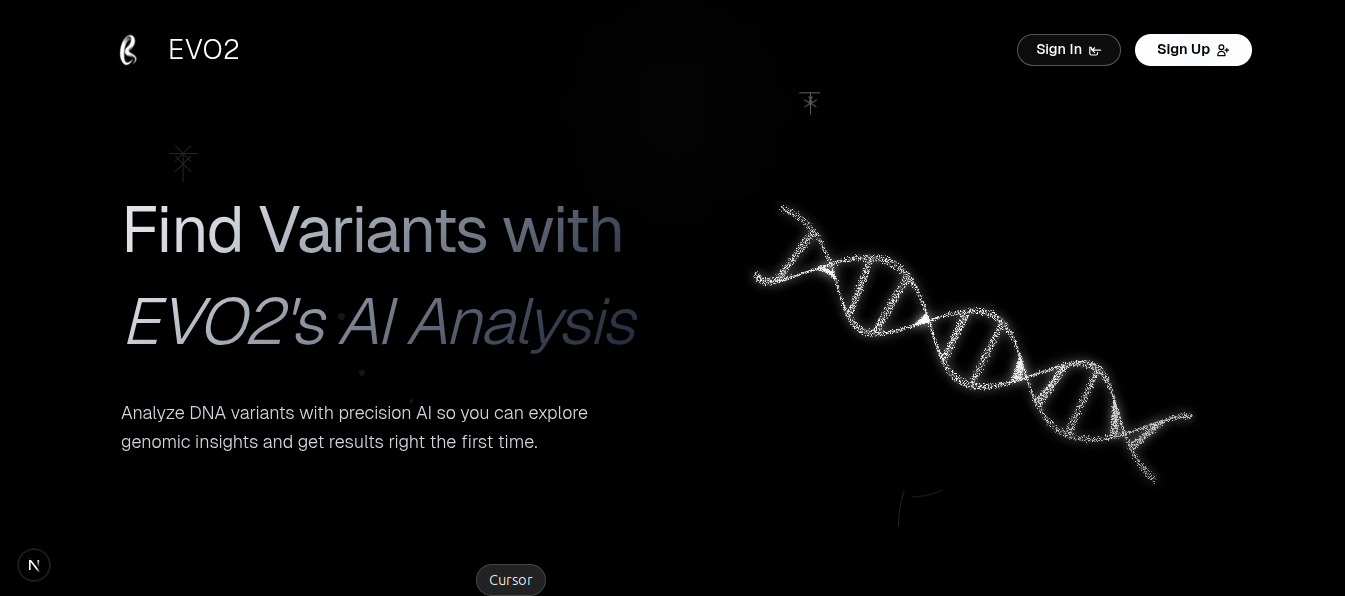 EVO2
Sign In
Sign Up
Find Variants with
EVO2's AI Analysis
Analyze DNA variants with precision AI so you can explore
genomic insights and get results right the first time.
N
Cursor